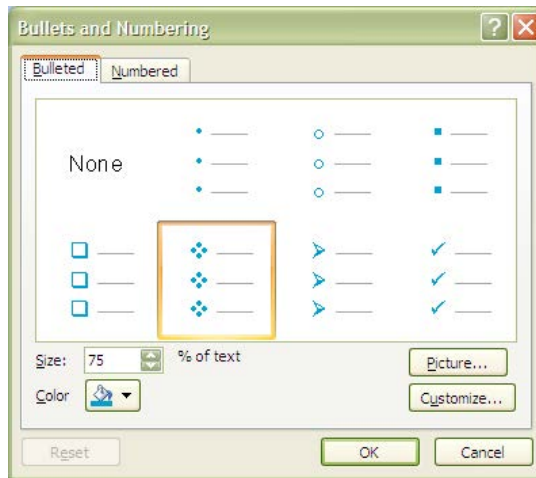 Bullets and Numbering
Bulleted Numbered
None
Size: 75 % of text
Picture...
Color
Customize...
Reset OK Cancel